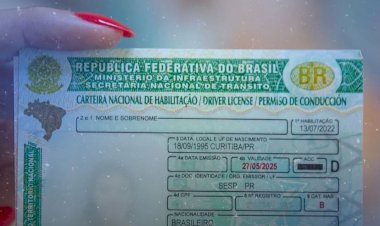 REPÚBLICA FEDERATIVA DO BRASIL
MINISTÉRIO DA INFRAESTRUTURA
SECRETARIA NACIONAL DE TRÂNSITO
BR
CARTEIRA NACIONAL DE HABILITAÇÃO / DRIVER LICENSE / PERMISO DE CONDUCCIÓN
2 e 1 NOME E SOBRENOME
1ª HABILITAÇÃO
13/07/2022
3 DATA, LOCAL E UF DE NASCIMENTO
18/09/1995 CURITIBA/PR
4a DATA EMISSÃO
4b VALIDADE
27/05/2025
ACC
D
4c DOC IDENTIDADE / ÓRG. EMISSOR / UF
SESP PR
4d CPF
5 Nº REGISTRO
9 CAT. HAB
B
NACIONALIDADE
BRASILEIRO
TERRITÓRIO NACIONAL